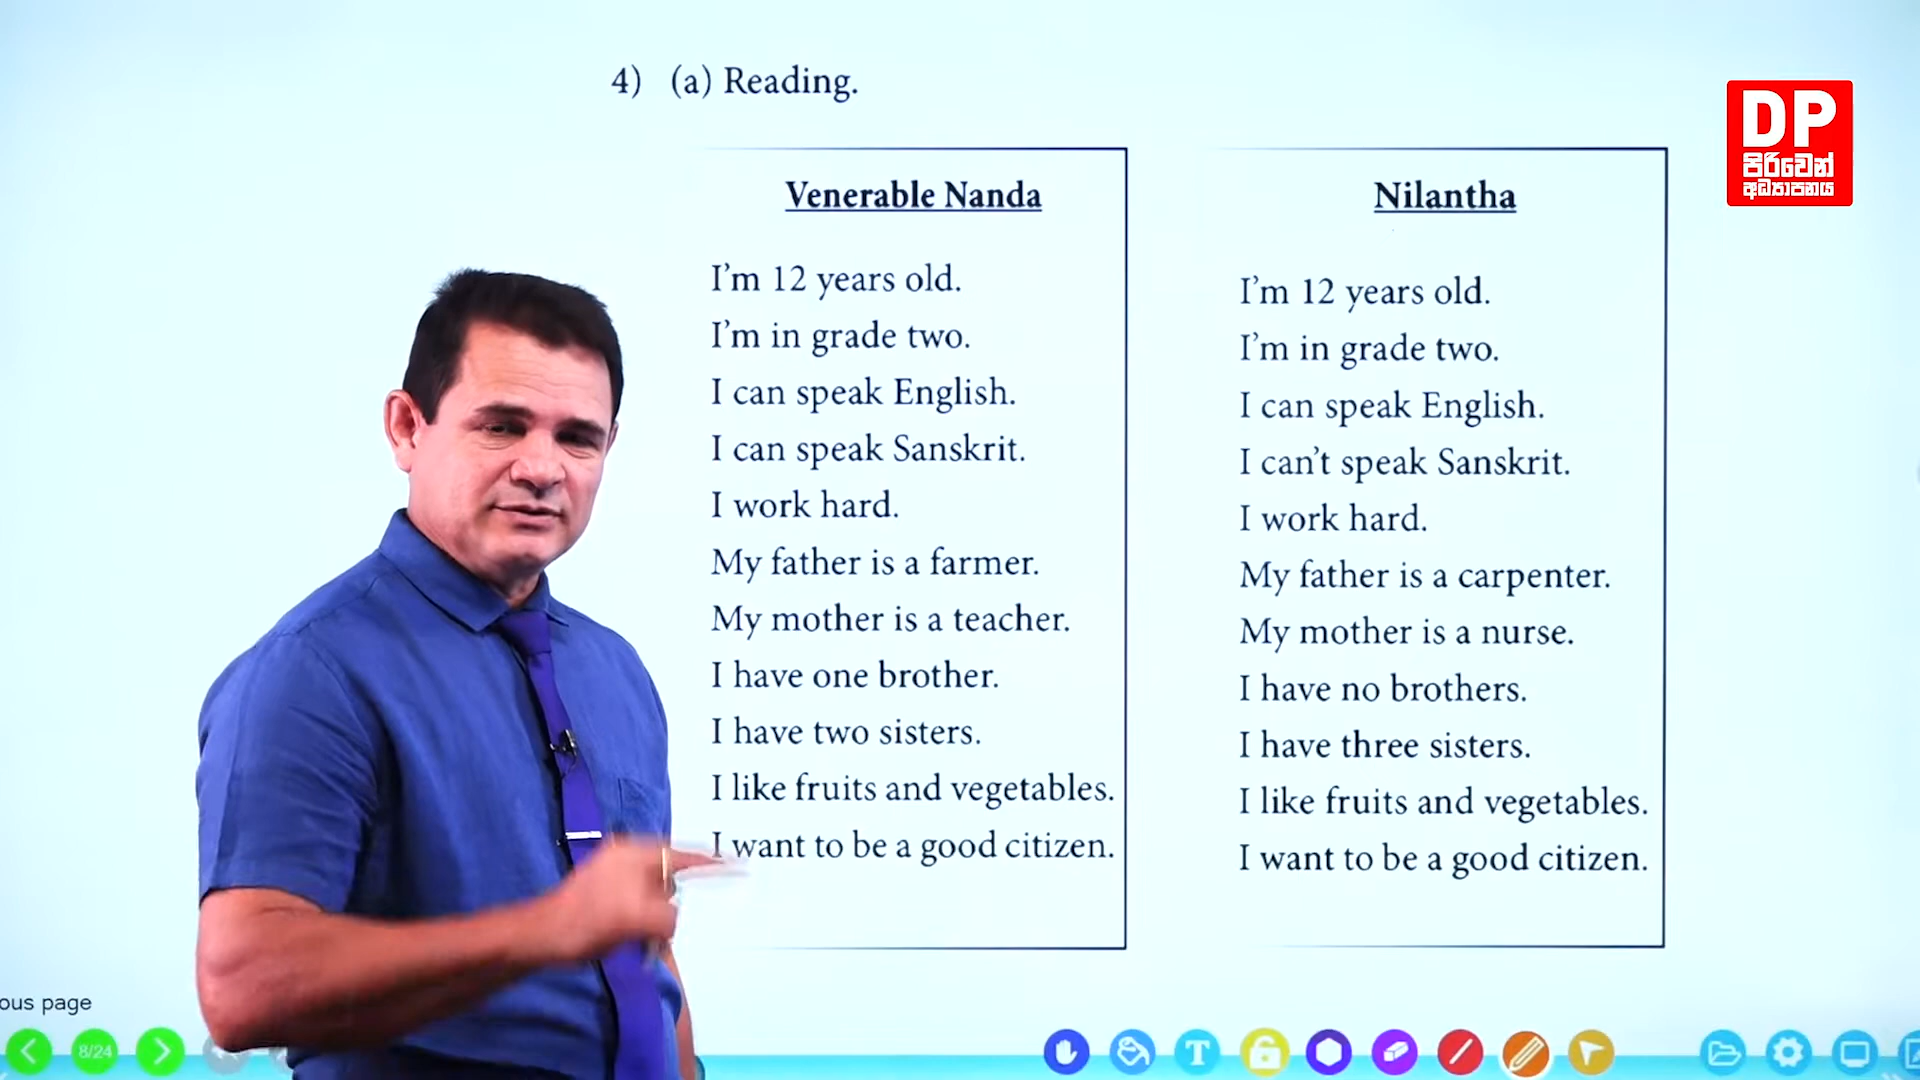 4) (a) Reading.
DP
පිරිවෙන්
අධ්‍යාපනය
Venerable Nanda
I'm 12 years old.
I'm in grade two.
I can speak English.
I can speak Sanskrit.
I work hard.
My father is a farmer.
My mother is a teacher.
I have one brother.
I have two sisters.
I like fruits and vegetables.
I want to be a good citizen.
Nilantha
I'm 12 years old.
I'm in grade two.
I can speak English.
I can't speak Sanskrit.
I work hard.
My father is a carpenter.
My mother is a nurse.
I have no brothers.
I have three sisters.
I like fruits and vegetables.
I want to be a good citizen.
ous page
8/24
T